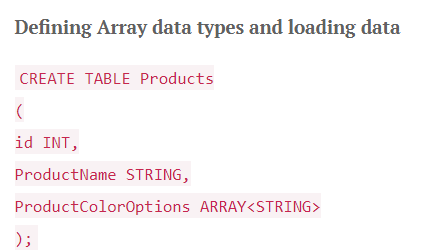 Defining Array data types and loading data
CREATE TABLE Products
(
id INT,
ProductName STRING,
ProductColorOptions ARRAY<STRING>
);